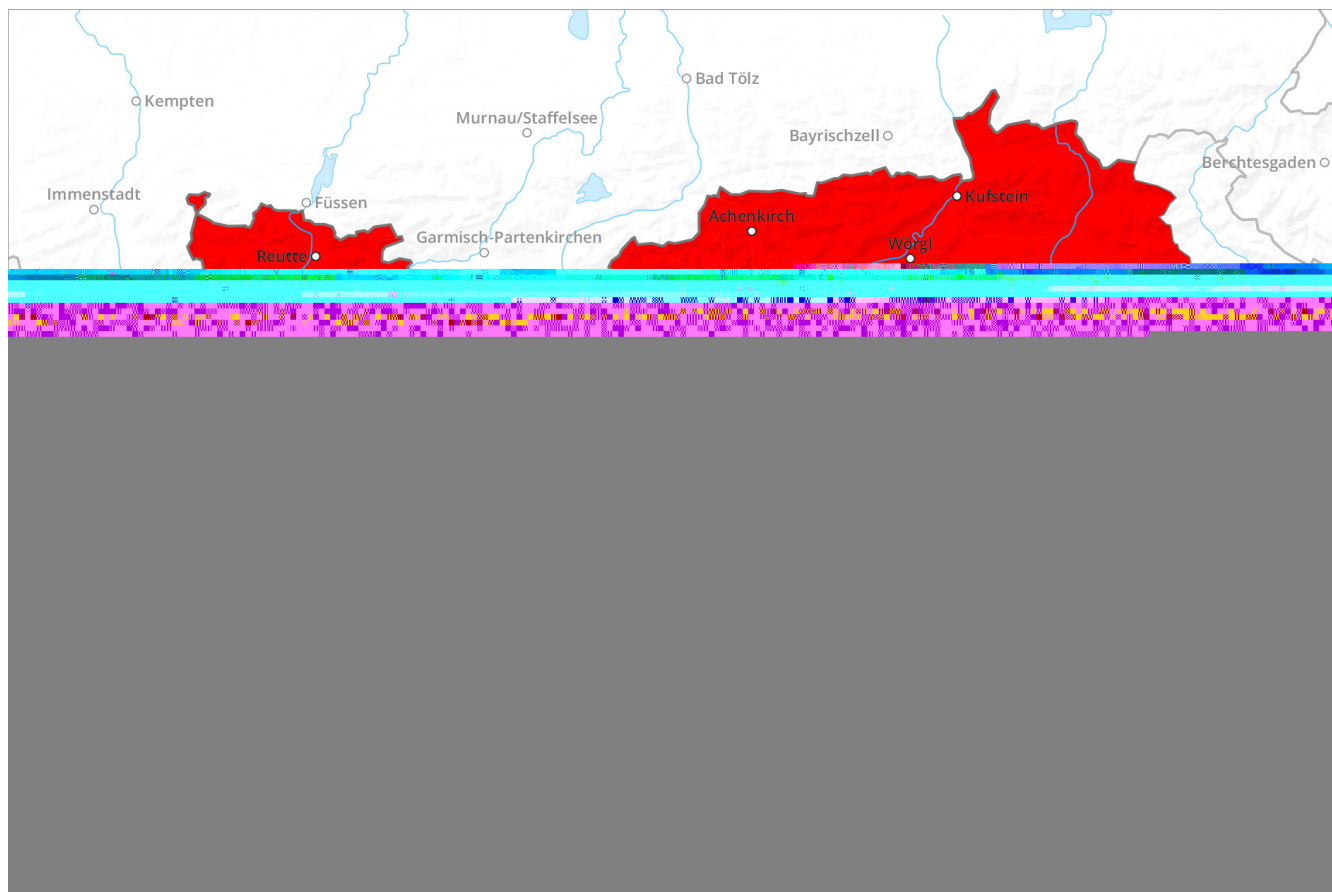 Bad Tölz
Kempten
Murnau/Staffelsee
Bayrischzell
Berchtesgaden
Immenstadt
Füssen
Kufstein
Achenkirch
Garmisch-Partenkirchen
Wörgl
Reutte